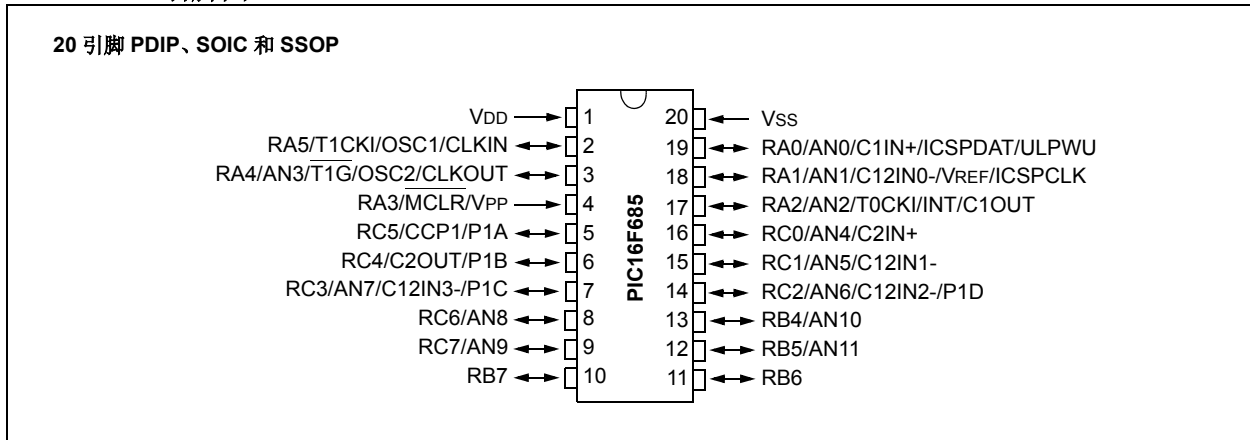 20 引脚 PDIP、SOIC 和 SSOP
VDD 1 20 VSS
RA5/T1CKI/OSC1/CLKIN 2 19 RA0/AN0/C1IN+/ICSPDAT/ULPWU
RA4/AN3/T1G/OSC2/CLKOUT 3 18 RA1/AN1/C12IN0-/VREF/ICSPCLK
RA3/MCLR/VPP 4 17 RA2/AN2/T0CKI/INT/C1OUT
RC5/CCP1/P1A 5 16 RC0/AN4/C2IN+
RC4/C2OUT/P1B 6 15 RC1/AN5/C12IN1-
RC3/AN7/C12IN3-/P1C 7 14 RC2/AN6/C12IN2-/P1D
RC6/AN8 8 13 RB4/AN10
RC7/AN9 9 12 RB5/AN11
RB7 10 11 RB6
PIC16F685